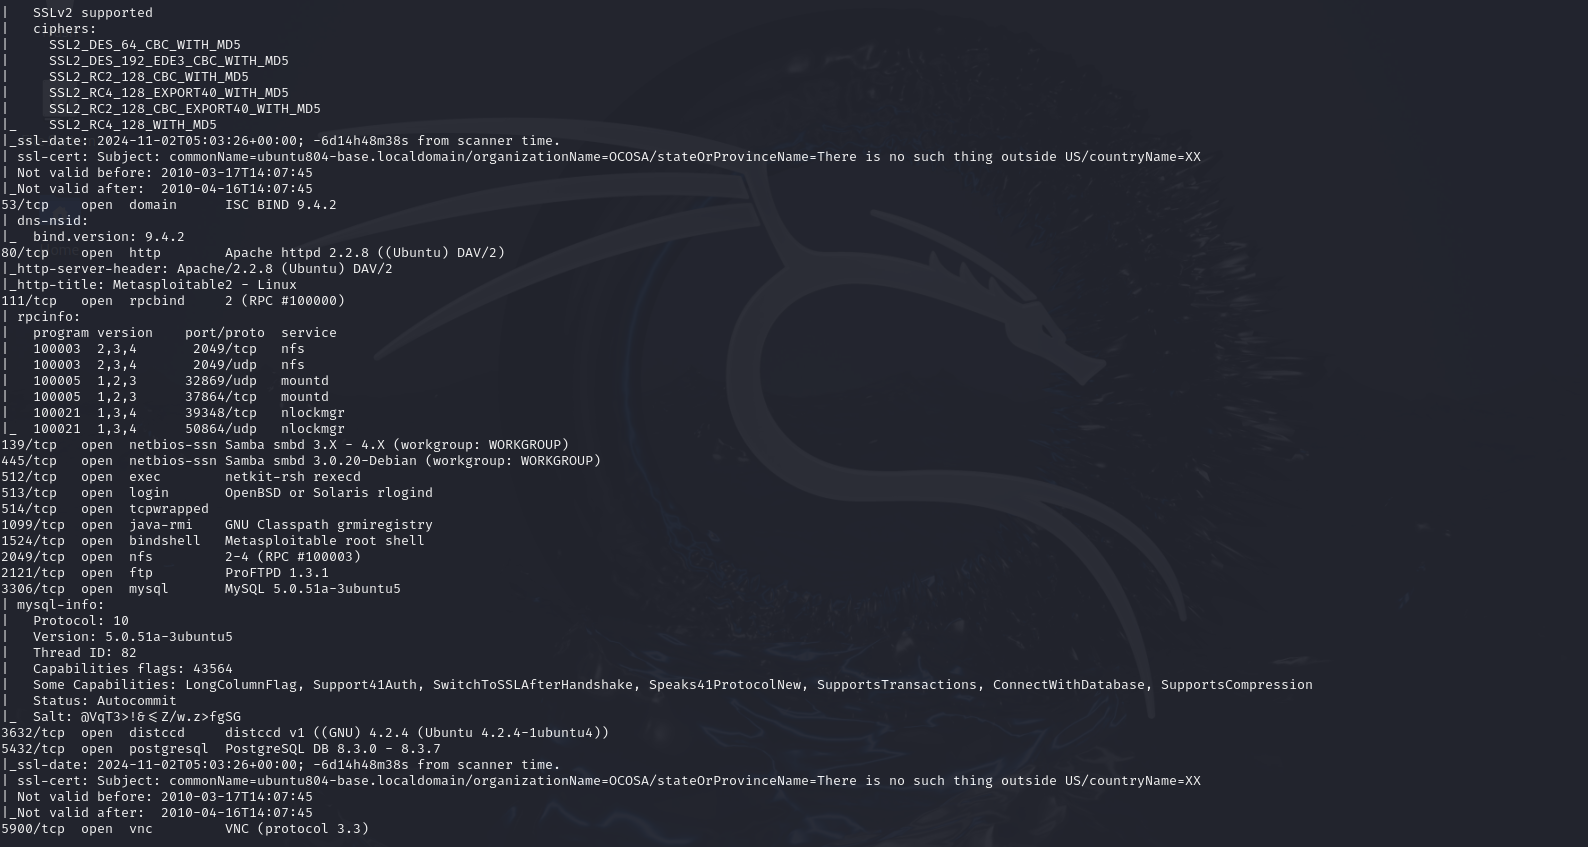 |   SSLv2 supported
|   ciphers:
|     SSL2_DES_64_CBC_WITH_MD5
|     SSL2_DES_192_EDE3_CBC_WITH_MD5
|     SSL2_RC2_128_CBC_WITH_MD5
|     SSL2_RC4_128_EXPORT40_WITH_MD5
|     SSL2_RC2_128_CBC_EXPORT40_WITH_MD5
|_    SSL2_RC4_128_WITH_MD5
|_ssl-date: 2024-11-02T05:03:26+00:00; -6d14h48m38s from scanner time.
| ssl-cert: Subject: commonName=ubuntu804-base.localdomain/organizationName=OCOSA/stateOrProvinceName=There is no such thing outside US/countryName=XX
| Not valid before: 2010-03-17T14:07:45
|_Not valid after:  2010-04-16T14:07:45
53/tcp    open  domain      ISC BIND 9.4.2
| dns-nsid:
|_  bind.version: 9.4.2
80/tcp    open  http        Apache httpd 2.2.8 ((Ubuntu) DAV/2)
|_http-server-header: Apache/2.2.8 (Ubuntu) DAV/2
|_http-title: Metasploitable2 - Linux
111/tcp   open  rpcbind     2 (RPC #100000)
| rpcinfo:
|   program version    port/proto  service
|   100003  2,3,4       2049/tcp   nfs
|   100003  2,3,4       2049/udp   nfs
|   100005  1,2,3      32869/udp   mountd
|   100005  1,2,3      37864/tcp   mountd
|   100021  1,3,4      39348/tcp   nlockmgr
|_  100021  1,3,4      50864/udp   nlockmgr
139/tcp   open  netbios-ssn Samba smbd 3.X - 4.X (workgroup: WORKGROUP)
445/tcp   open  netbios-ssn Samba smbd 3.0.20-Debian (workgroup: WORKGROUP)
512/tcp   open  exec        netkit-rsh rexecd
513/tcp   open  login       OpenBSD or Solaris rlogind
514/tcp   open  tcpwrapped
1099/tcp  open  java-rmi    GNU Classpath grmiregistry
1524/tcp  open  bindshell   Metasploitable root shell
2049/tcp  open  nfs         2-4 (RPC #100003)
2121/tcp  open  ftp         ProFTPD 1.3.1
3306/tcp  open  mysql       MySQL 5.0.51a-3ubuntu5
| mysql-info:
|   Protocol: 10
|   Version: 5.0.51a-3ubuntu5
|   Thread ID: 82
|   Capabilities flags: 43564
|   Some Capabilities: LongColumnFlag, Support41Auth, SwitchToSSLAfterHandshake, Speaks41ProtocolNew, SupportsTransactions, ConnectWithDatabase, SupportsCompression
|   Status: Autocommit
|_  Salt: @VqT3>!&<=Z/w.z>fgSG
3632/tcp  open  distccd     distccd v1 ((GNU) 4.2.4 (Ubuntu 4.2.4-1ubuntu4))
5432/tcp  open  postgresql  PostgreSQL DB 8.3.0 - 8.3.7
|_ssl-date: 2024-11-02T05:03:26+00:00; -6d14h48m38s from scanner time.
| ssl-cert: Subject: commonName=ubuntu804-base.localdomain/organizationName=OCOSA/stateOrProvinceName=There is no such thing outside US/countryName=XX
| Not valid before: 2010-03-17T14:07:45
|_Not valid after:  2010-04-16T14:07:45
5900/tcp  open  vnc         VNC (protocol 3.3)